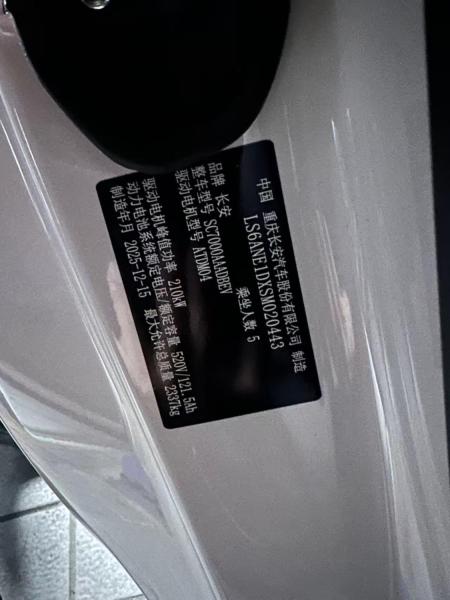 中国 重庆长安汽车股份有限公司 制造
LS6ANE1DXSM020443
品牌 长安 乘坐人数 5
整车型号 SC7000AAADBEV
驱动电机型号 ATDM04
驱动电机峰值功率 210kW
动力电池系统额定电压/额定容量 520V/121.5Ah
制造年月 2025-12-15 最大允许总质量 2337kg